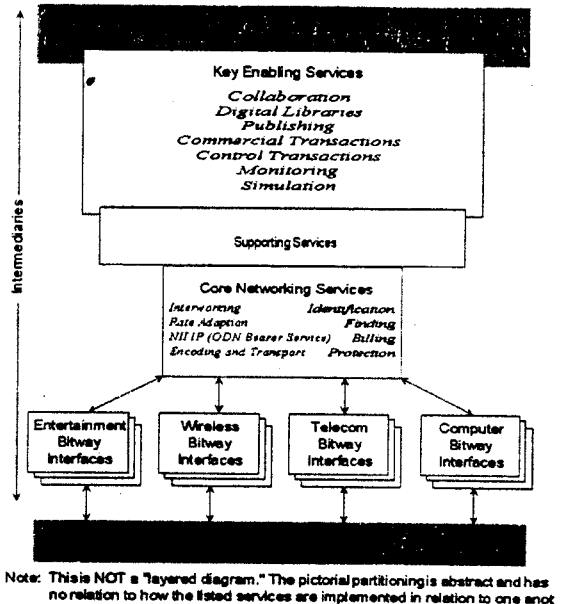 Key Enabling Services
Collaboration
Digital Libraries
Publishing
Commercial Transactions
Control Transactions
Monitoring
Simulation
Intermediaries
Supporting Services
Core Networking Services
Interworking Identification
Rate Adaption Finding
NII IP (ODN Bearer Service) Billing
Encoding and Transport Protection
Entertainment
Bitway
Interfaces
Wireless
Bitway
Interfaces
Telecom
Bitway
Interfaces
Computer
Bitway
Interfaces
Note: This is NOT a "layered diagram." The pictorial partitioning is abstract and has
no relation to how the listed services are implemented in relation to one anot